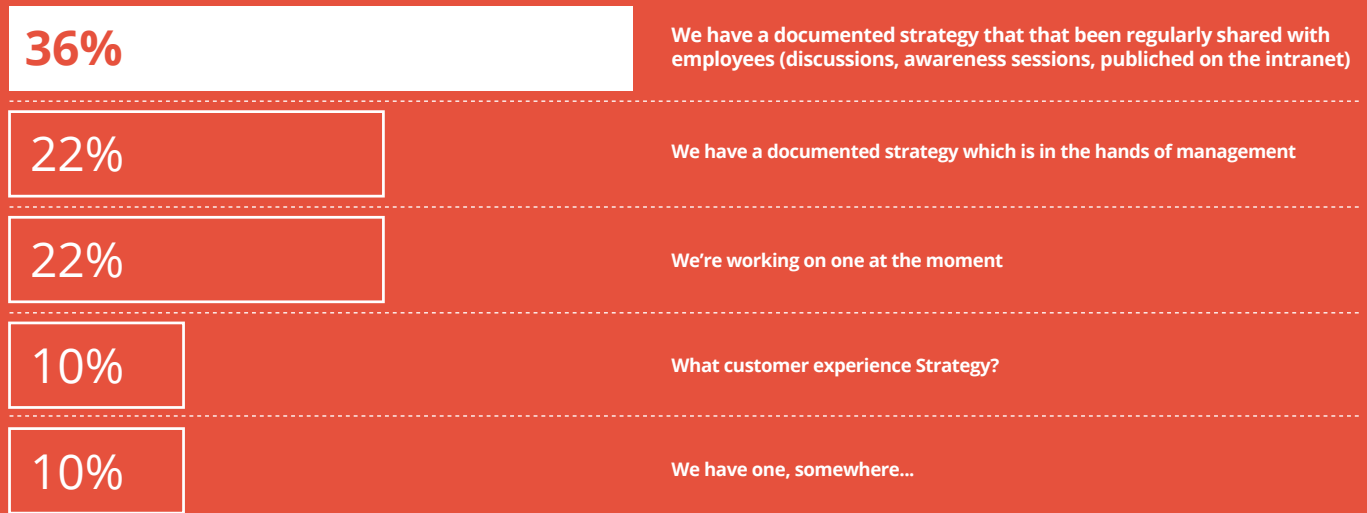 36%
We have a documented strategy that that been regularly shared with
employees (discussions, awareness sessions, publiched on the intranet)
22%
We have a documented strategy which is in the hands of management
22%
We’re working on one at the moment
10%
What customer experience Strategy?
10%
We have one, somewhere...